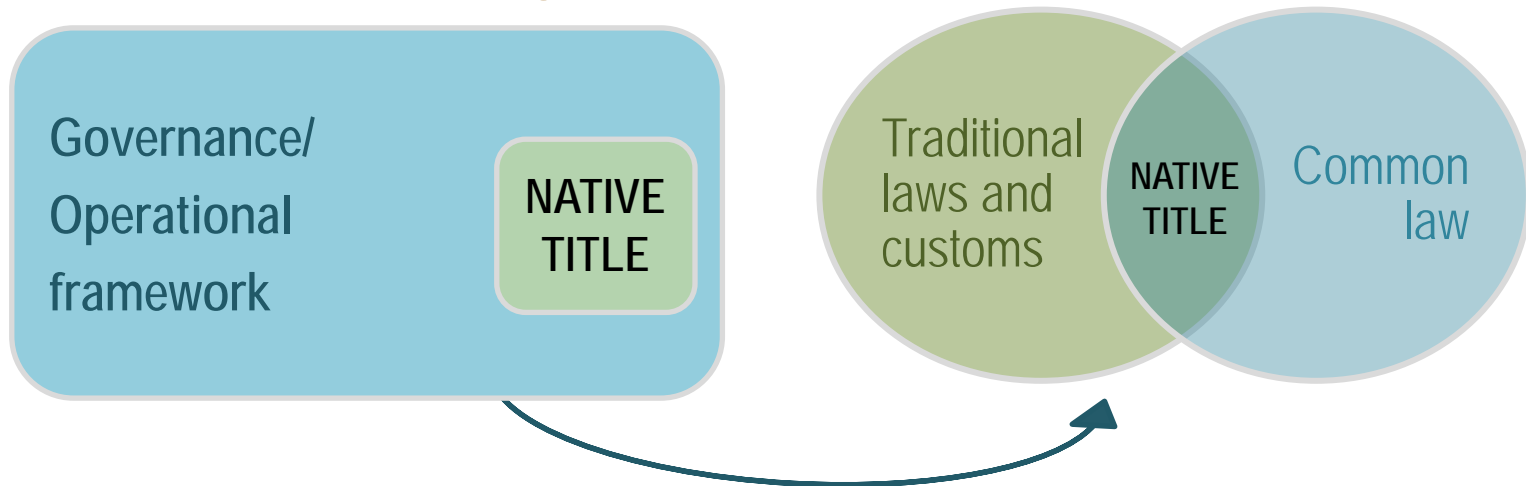 Governance/
Operational
framework
NATIVE
TITLE
Traditional
laws and
customs
NATIVE
TITLE
Common
law